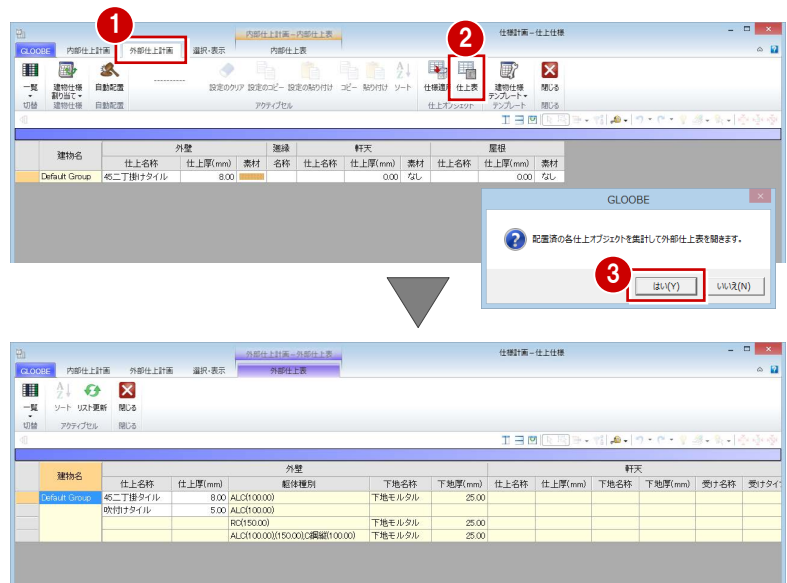 1
内部仕上計画-内部仕上表
仕様計画-仕上仕様
GLOOBE 内部仕上計画 外部仕上計画 選択・表示 内部仕上表
2
一覧 建物仕様 割り当て 自動配置 設定のクリア 設定のコピー 設定の貼り付け コピー 貼り付け ソート 仕様適用 仕上表 建物仕様 テンプレート 閉じる
切替 建物仕様 自動配置 アクティブセル 仕上オブジェクト テンプレート 閉じる
建物名 外壁 軒天 屋根
仕上名称 仕上厚(mm) 素材 名称 仕上名称 仕上厚(mm) 素材 仕上名称 仕上厚(mm) 素材
Default Group 45二丁掛けタイル 8.00 0.00 なし 0.00 なし
GLOOBE
配置済の各仕上オブジェクトを集計して外部仕上表を開きます。
3
はい(Y) いいえ(N)
外部仕上計画-外部仕上表
仕様計画-仕上仕様
GLOOBE 内部仕上計画 外部仕上計画 選択・表示 外部仕上表
一覧 ソート リスト更新 閉じる
切替 アクティブセル 閉じる
建物名 外壁 軒天
仕上名称 仕上厚(mm) 躯体種別 下地名称 下地厚(mm) 仕上名称 仕上厚(mm) 下地名称 下地厚(mm) 受け名称 受けタイ
Default Group 45二丁掛タイル 8.00 ALC(100.00) 下地モルタル 25.00
吹付けタイル 5.00 ALC(100.00)
RC(150.00) 下地モルタル 25.00
ALC(100.00),(150.00),C鋼縦(100.00) 下地モルタル 25.00